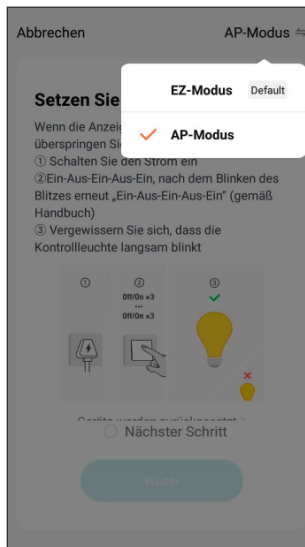 Abbrechen AP-Modus
EZ-Modus Default
AP-Modus
Setzen Sie
Wenn die
überspringen
① Schalten Sie den Strom ein
②Ein-Aus-Ein-Aus-Ein, nach dem Blinken des
Blitzes erneut „Ein-Aus-Ein-Aus-Ein“ (gemäß
Handbuch)
③ Vergewissern Sie sich, dass die
Kontrollleuchte langsam blinkt
① ② ③
Off/On ×3
...
Off/On ×3
Nächster Schritt
Weiter